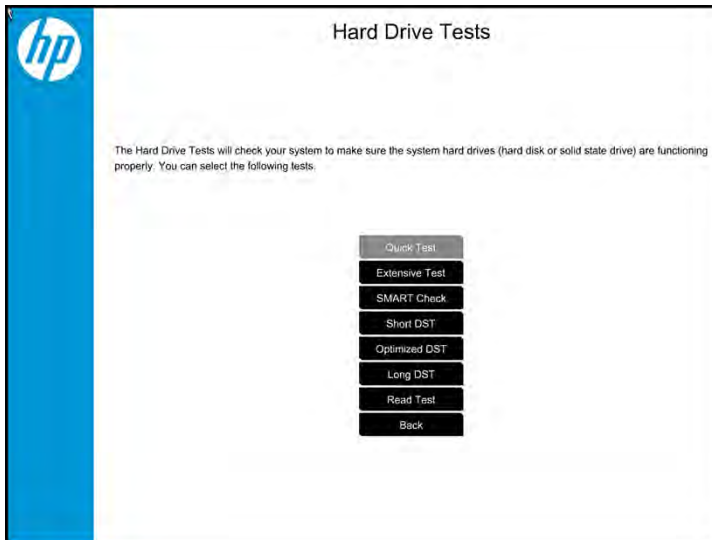 hp
Hard Drive Tests
The Hard Drive Tests will check your system to make sure the system hard drives (hard disk or solid state drive) are functioning
properly. You can select the following tests.
Quick Test
Extensive Test
SMART Check
Short DST
Optimized DST
Long DST
Read Test
Back